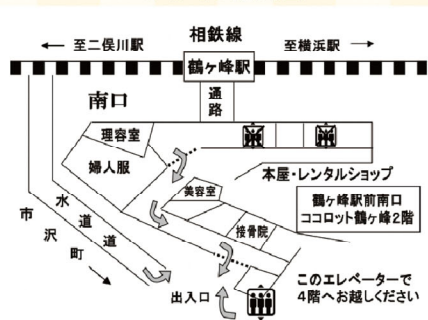 相鉄線
← 至二俣川駅
鶴ヶ峰駅
至横浜駅 →
南口
通路
理容室
婦人服
本屋・レンタルショップ
美容室
鶴ヶ峰駅前南口
ココロット鶴ヶ峰2階
水道道
市沢町
接骨院
出入口
このエレベーターで
4階へお越しください